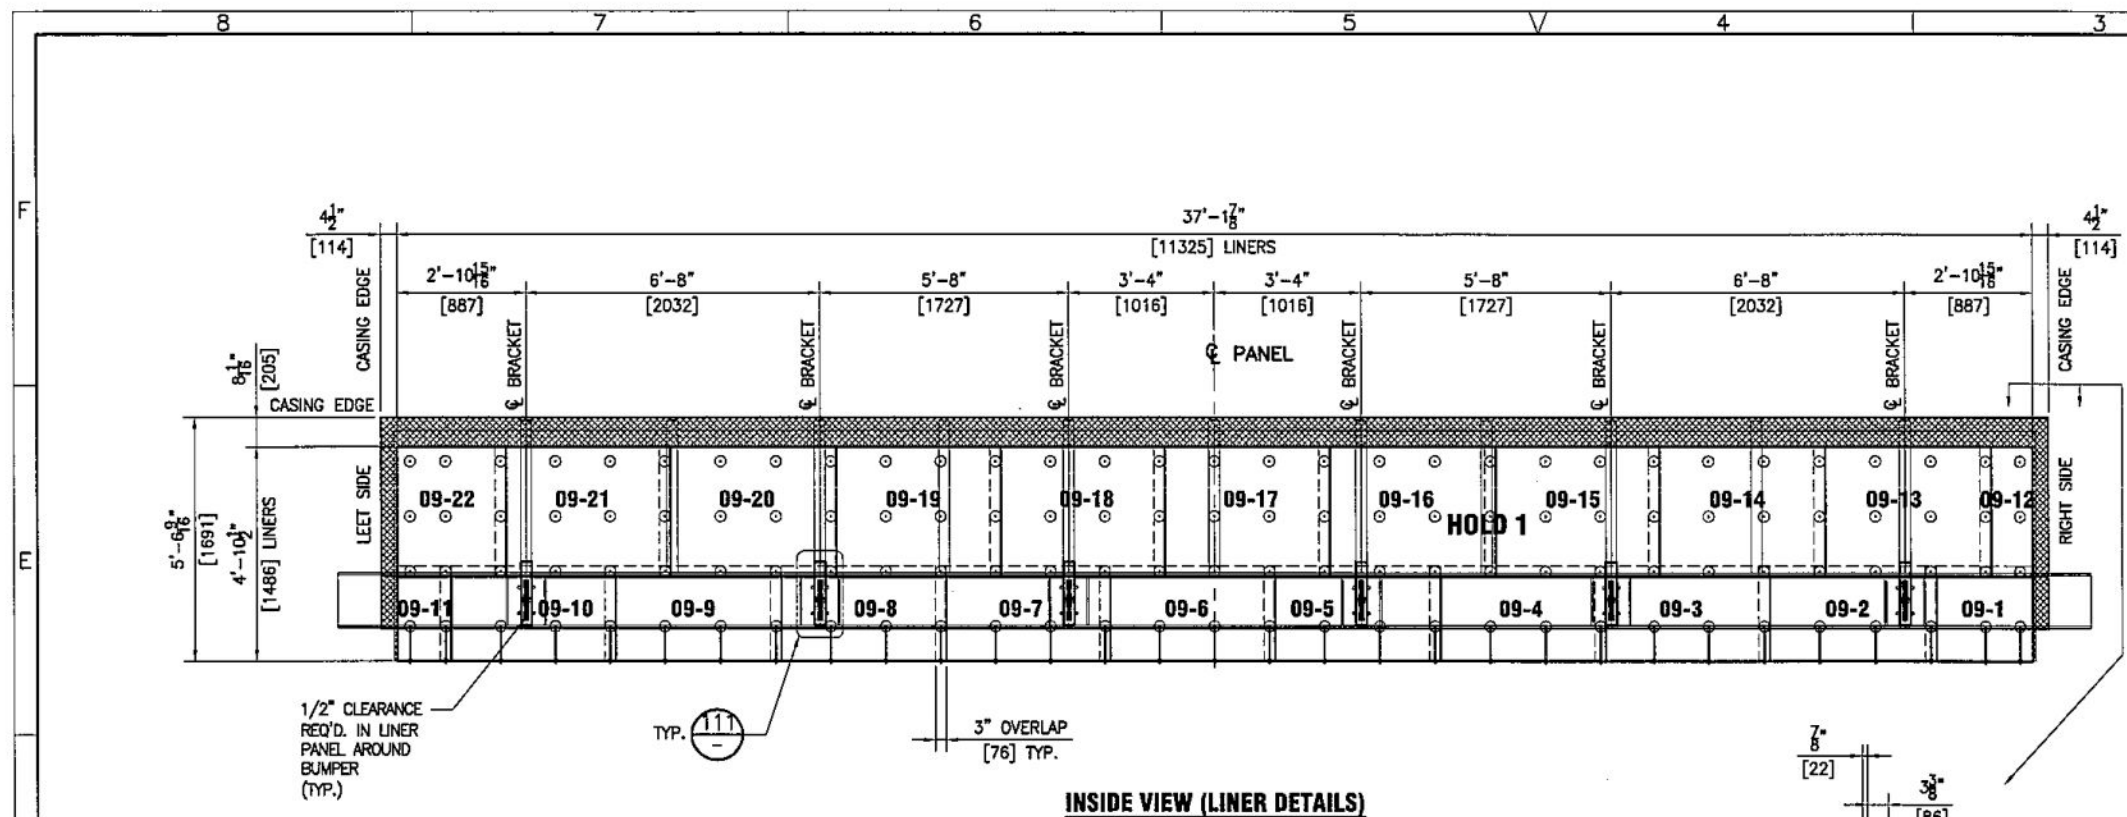 8 7 6 5 4 3
F
E
4 1/2" 37'-1 7/8" 4 1/2"
[114] [11325] LINERS [114]
2'-10 15/16" 6'-8" 5'-8" 3'-4" 3'-4" 5'-8" 6'-8" 2'-10 15/16"
[887] [2032] [1727] [1016] [1016] [1727] [2032] [887]
CASING EDGE
℄ BRACKET
℄ BRACKET
℄ BRACKET
℄ PANEL
℄ BRACKET
℄ BRACKET
℄ BRACKET
CASING EDGE
8 1/16"
[205]
CASING EDGE
5'-6 9/16"
[1691]
4'-10 1/2"
[1486] LINERS
LEET SIDE
RIGHT SIDE
09-22 09-21 09-20 09-19 09-18 09-17 09-16 09-15 09-14 09-13 09-12
HOLD 1
09-11 09-10 09-9 09-8 09-7 09-6 09-5 09-4 09-3 09-2 09-1
1/2" CLEARANCE
REQ'D. IN LINER
PANEL AROUND
BUMPER
(TYP.)
TYP. 111
-
3" OVERLAP
[76] TYP.
7/8"
[22]
3 3/8"
[86]
INSIDE VIEW (LINER DETAILS)